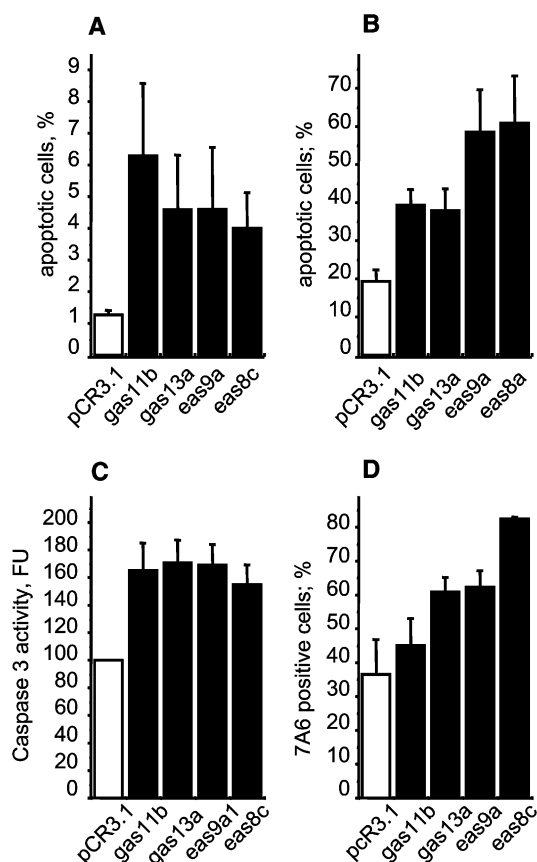 A
apoptotic cells, %
9
8
7
6
5
4
3
2
1
0
pCR3.1
gas11b
gas13a
eas9a
eas8c
B
apoptotic cells; %
70
60
50
40
30
20
10
0
pCR3.1
gas11b
gas13a
eas9a
eas8a
C
Caspase 3 activity, FU
200
180
160
140
120
100
80
60
40
20
0
pCR3.1
gas11b
gas13a
eas9a1
eas8c
D
7A6 positive cells; %
80
70
60
50
40
30
20
10
0
pCR3.1
gas11b
gas13a
eas9a
eas8c